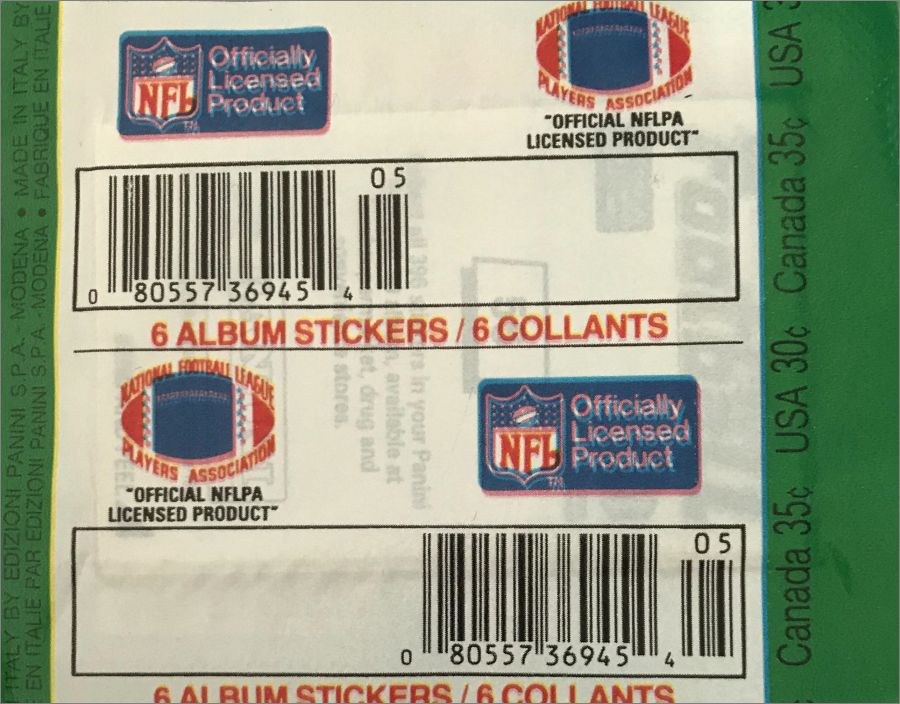 NATIONAL FOOTBALL LEAGUE
NFL
Officially
Licensed
Product
TM
PLAYERS ASSOCIATION
"OFFICIAL NFLPA
LICENSED PRODUCT"
05
0 80557 36945 4
6 ALBUM STICKERS / 6 COLLANTS
NATIONAL FOOTBALL LEAGUE
PLAYERS ASSOCIATION
"OFFICIAL NFLPA
LICENSED PRODUCT"
NFL
Officially
Licensed
Product
TM
05
0 80557 36945 4
6 ALBUM STICKERS / 6 COLLANTS
ITALY BY EDIZIONI PANINI S.P.A. - MODENA • MADE IN ITALY BY
EN ITALIE PAR EDIZIONI PANINI S.P.A. -MODENA • FABRIQUE EN ITALIE
Canada 35¢ USA 30¢ Canada 35¢ USA 3